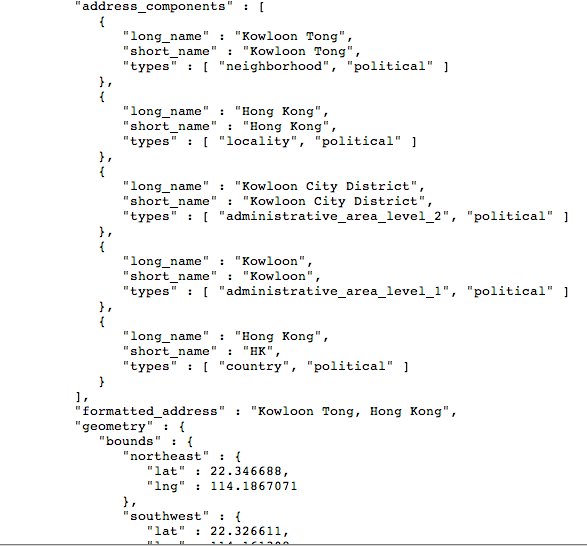 "address_components" : [
{
"long_name" : "Kowloon Tong",
"short_name" : "Kowloon Tong",
"types" : [ "neighborhood", "political" ]
},
{
"long_name" : "Hong Kong",
"short_name" : "Hong Kong",
"types" : [ "locality", "political" ]
},
{
"long_name" : "Kowloon City District",
"short_name" : "Kowloon City District",
"types" : [ "administrative_area_level_2", "political" ]
},
{
"long_name" : "Kowloon",
"short_name" : "Kowloon",
"types" : [ "administrative_area_level_1", "political" ]
},
{
"long_name" : "Hong Kong",
"short_name" : "HK",
"types" : [ "country", "political" ]
}
],
"formatted_address" : "Kowloon Tong, Hong Kong",
"geometry" : {
"bounds" : {
"northeast" : {
"lat" : 22.346688,
"lng" : 114.1867071
},
"southwest" : {
"lat" : 22.326611,